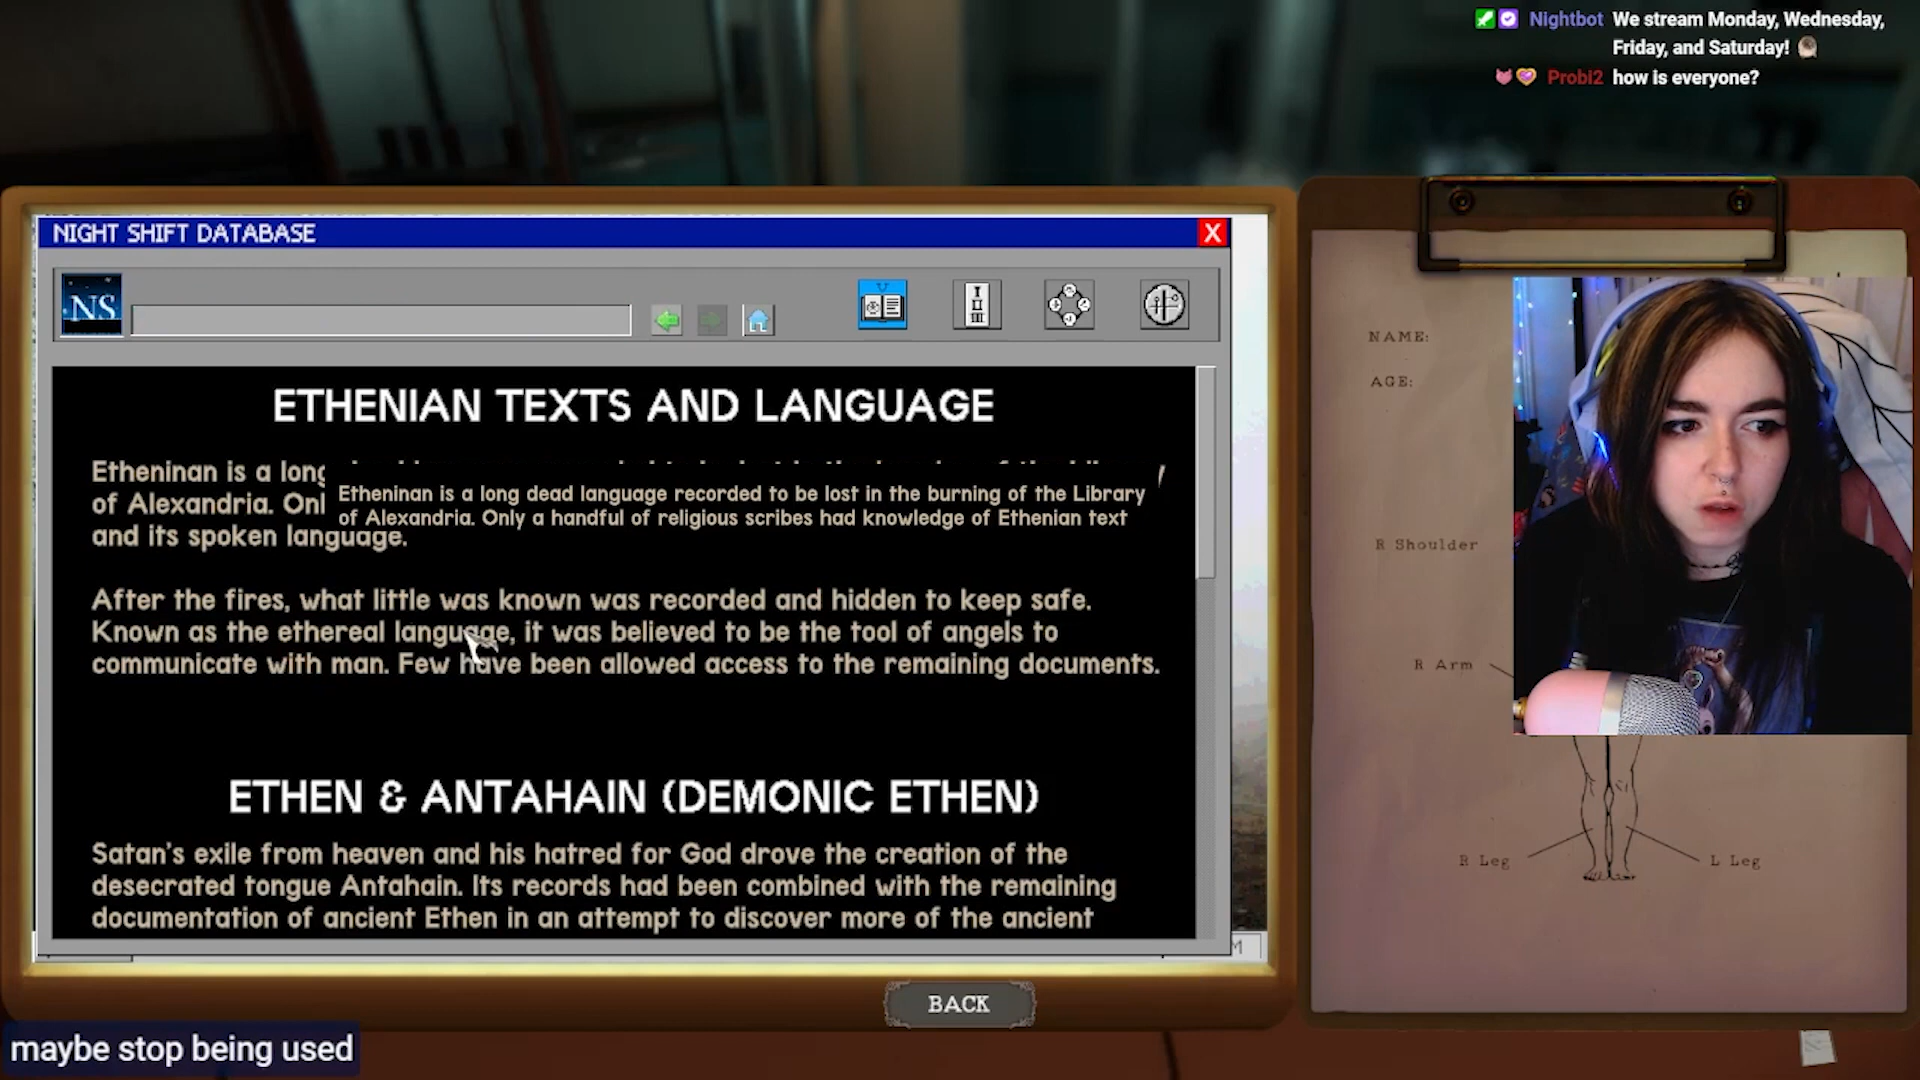 Nightbot We stream Monday, Wednesday,
Friday, and Saturday!
Probl2 how is everyone?
NIGHT SHIFT DATABASE
X
NS
ETHENIAN TEXTS AND LANGUAGE
Etheninan is a long
of Alexandria. Onl
and its spoken language.
Etheninan is a long dead language recorded to be lost in the burning of the Library
of Alexandria. Only a handful of religious scribes had knowledge of Ethenian text
After the fires, what little was known was recorded and hidden to keep safe.
Known as the ethereal language, it was believed to be the tool of angels to
communicate with man. Few have been allowed access to the remaining documents.
ETHEN & ANTAHAIN (DEMONIC ETHEN)
Satan's exile from heaven and his hatred for God drove the creation of the
desecrated tongue Antahain. Its records had been combined with the remaining
documentation of ancient Ethen in an attempt to discover more of the ancient
BACK
NAME:
AGE:
R Shoulder
R Arm
R Leg
L Leg
maybe stop being used